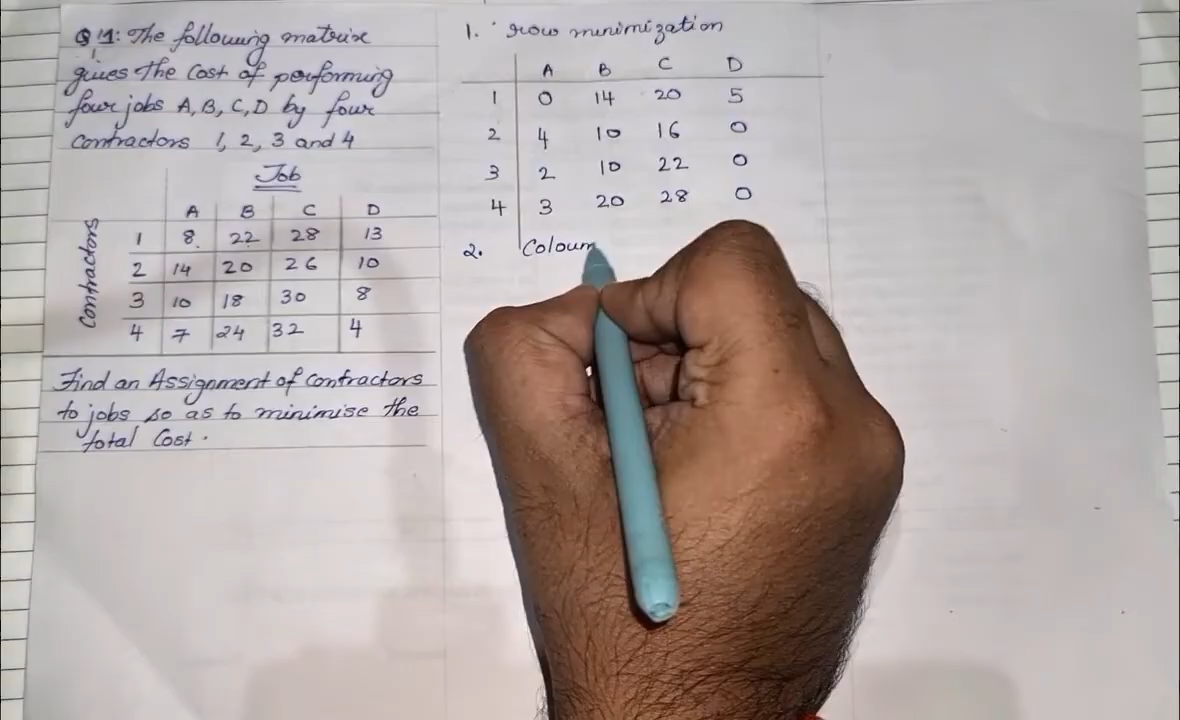 Q 1: The following matrix
gives the cost of performing
four jobs A, B, C, D by four
contractors 1, 2, 3 and 4
Job
A B C D
Contractors
1 8 22 28 13
2 14 20 26 10
3 10 18 30 8
4 7 24 32 4
Find an Assignment of contractors
to jobs so as to minimise the
total cost.
1. row minimization
A B C D
1 0 14 20 5
2 4 10 16 0
3 2 10 22 0
4 3 20 28 0
2. Coloum